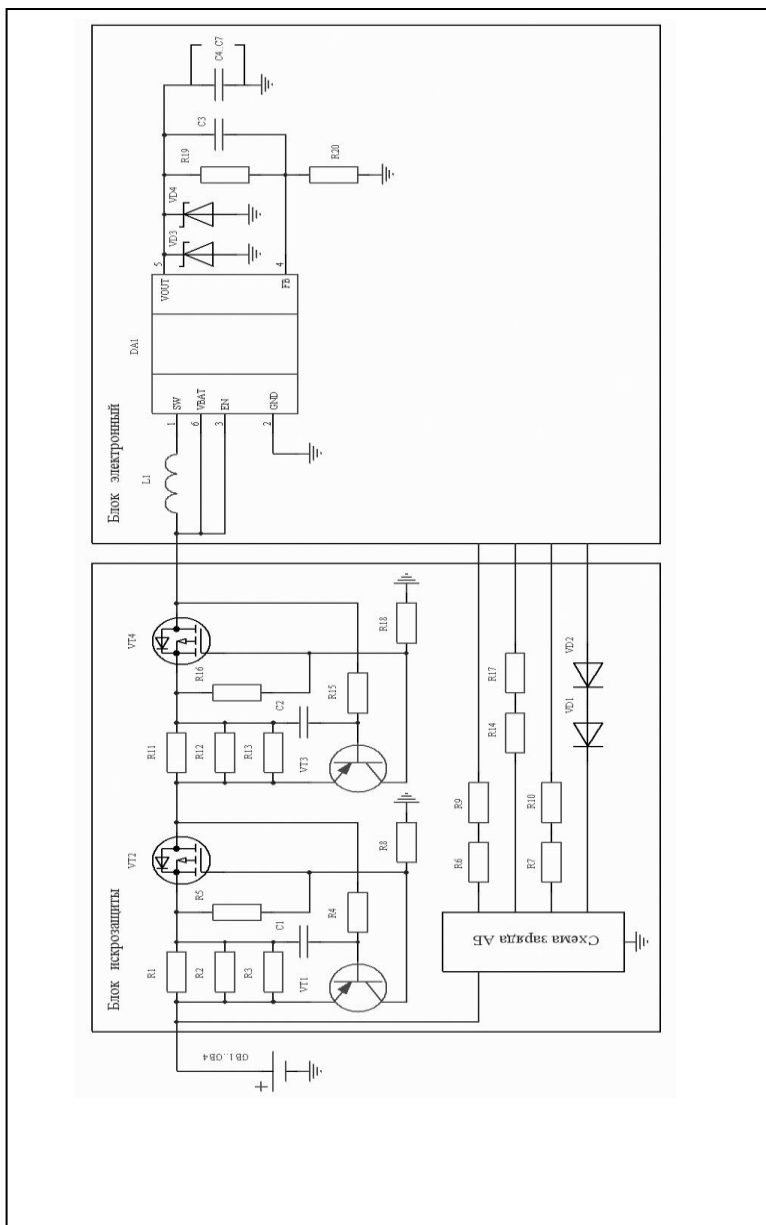 Блок искрозащиты
Блок электронный
GB1..GB4
+
R1
R2
R3
VT1
C1
R4
R5
VT2
R8
R11
R12
R13
VT3
C2
R15
R16
VT4
R18
Схема заряда АБ
R6
R9
R14
R17
R7
R10
VD1
VD2
L1
DA1
1
SW
6
VBAT
3
EN
2
GND
VOUT
5
FB
4
VD3
VD4
R19
C3
R20
C4..C7